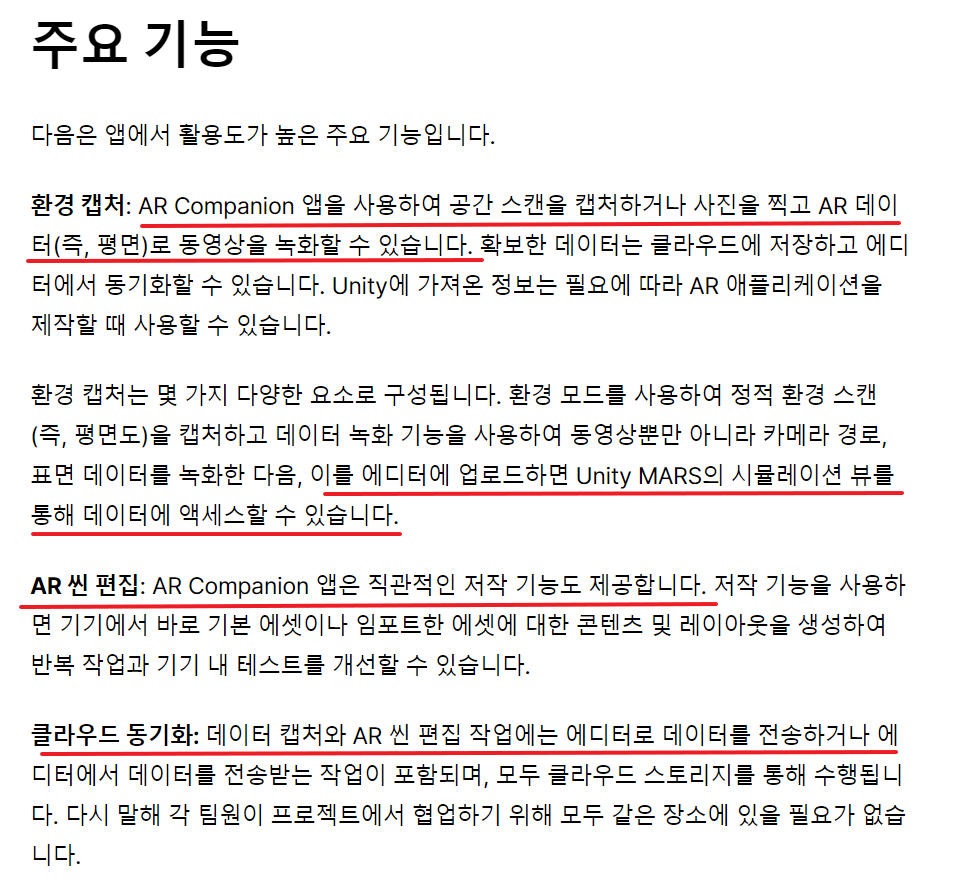 주요 기능
다음은 앱에서 활용도가 높은 주요 기능입니다.
환경 캡처: AR Companion 앱을 사용하여 공간 스캔을 캡처하거나 사진을 찍고 AR 데이
터(즉, 평면)로 동영상을 녹화할 수 있습니다. 확보한 데이터는 클라우드에 저장하고 에디
터에서 동기화할 수 있습니다. Unity에 가져온 정보는 필요에 따라 AR 애플리케이션을
제작할 때 사용할 수 있습니다.
환경 캡처는 몇 가지 다양한 요소로 구성됩니다. 환경 모드를 사용하여 정적 환경 스캔
(즉, 평면도)을 캡처하고 데이터 녹화 기능을 사용하여 동영상뿐만 아니라 카메라 경로,
표면 데이터를 녹화한 다음, 이를 에디터에 업로드하면 Unity MARS의 시뮬레이션 뷰를
통해 데이터에 액세스할 수 있습니다.
AR 씬 편집: AR Companion 앱은 직관적인 저작 기능도 제공합니다. 저작 기능을 사용하
면 기기에서 바로 기본 에셋이나 임포트한 에셋에 대한 콘텐츠 및 레이아웃을 생성하여
반복 작업과 기기 내 테스트를 개선할 수 있습니다.
클라우드 동기화: 데이터 캡처와 AR 씬 편집 작업에는 에디터로 데이터를 전송하거나 에
디터에서 데이터를 전송받는 작업이 포함되며, 모두 클라우드 스토리지를 통해 수행됩니
다. 다시 말해 각 팀원이 프로젝트에서 협업하기 위해 모두 같은 장소에 있을 필요가 없습
니다.